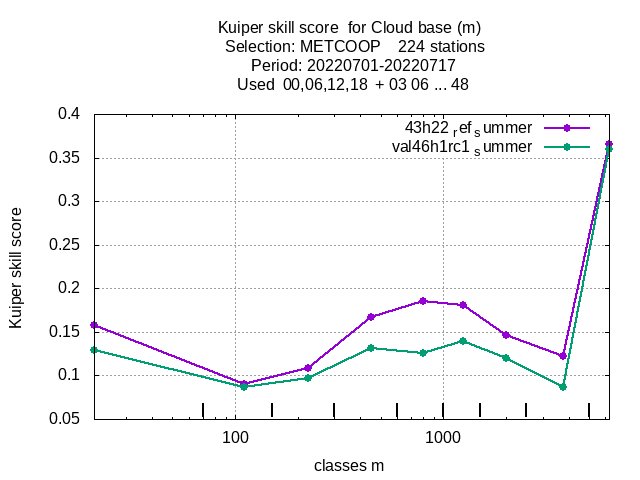 Kuiper skill score for Cloud base (m)
Selection: METCOOP 224 stations
Period: 20220701-20220717
Used 00,06,12,18 + 03 06 ... 48
0.4
43h22 ref summer
val46h1rc1 summer
0.35
0.3
0.25
0.2
0.15
0.1
0.05
Kuiper skill score
100
1000
classes m